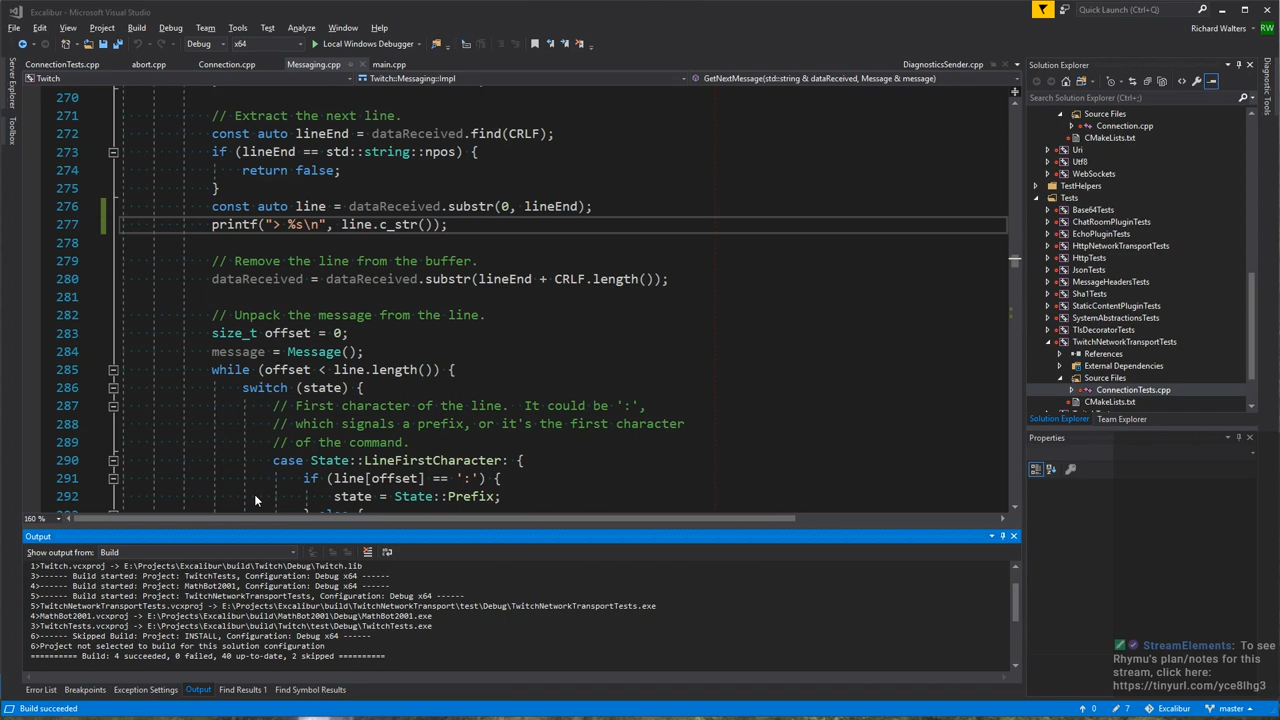 Excalibur - Microsoft Visual Studio
Quick Launch (Ctrl+Q)
File Edit View Project Build Debug Team Tools Test Analyze Window Help
Richard Walters RW
Debug x64 Local Windows Debugger
ConnectionTests.cpp abort.cpp Connection.cpp Messaging.cpp main.cpp DiagnosticsSender.cpp
Twitch Twitch::Messaging::Impl GetNextMessage(std::string & dataReceived, Message & message)
Server Explorer
Toolbox
270
271 // Extract the next line.
272 const auto lineEnd = dataReceived.find(CRLF);
273 if (lineEnd == std::string::npos) {
274 return false;
275 }
276 const auto line = dataReceived.substr(0, lineEnd);
277 printf("> %s\n", line.c_str());
278
279 // Remove the line from the buffer.
280 dataReceived = dataReceived.substr(lineEnd + CRLF.length());
281
282 // Unpack the message from the line.
283 size_t offset = 0;
284 message = Message();
285 while (offset < line.length()) {
286 switch (state) {
287 // First character of the line. It could be ':',
288 // which signals a prefix, or it's the first character
289 // of the command.
290 case State::LineFirstCharacter: {
291 if (line[offset] == ':') {
292 state = State::Prefix;
160 %
Solution Explorer
Search Solution Explorer (Ctrl+;)
Source Files
Connection.cpp
CMakeLists.txt
Uri
Utf8
WebSockets
TestHelpers
Tests
Base64Tests
ChatRoomPluginTests
EchoPluginTests
HttpNetworkTransportTests
HttpTests
JsonTests
MessageHeadersTests
Sha1Tests
StaticContentPluginTests
SystemAbstractionsTests
TlsDecoratorTests
TwitchNetworkTransportTests
References
External Dependencies
Source Files
ConnectionTests.cpp
CMakeLists.txt
Solution Explorer Team Explorer
Properties
Diagnostic Tools
Output
Show output from: Build
1>Twitch.vcxproj -> E:\Projects\Excalibur\build\Twitch\Debug\Twitch.lib
3>------ Build started: Project: TwitchTests, Configuration: Debug x64 ------
4>------ Build started: Project: MathBot2001, Configuration: Debug x64 ------
5>------ Build started: Project: TwitchNetworkTransportTests, Configuration: Debug x64 ------
5>TwitchNetworkTransportTests.vcxproj -> E:\Projects\Excalibur\build\TwitchNetworkTransport\test\Debug\TwitchNetworkTransportTests.exe
4>MathBot2001.vcxproj -> E:\Projects\Excalibur\build\MathBot2001\Debug\MathBot2001.exe
3>TwitchTests.vcxproj -> E:\Projects\Excalibur\build\Twitch\test\Debug\TwitchTests.exe
6>------ Skipped Build: Project: INSTALL, Configuration: Debug x64 ------
6>Project not selected to build for this solution configuration
========== Build: 4 succeeded, 0 failed, 40 up-to-date, 2 skipped ==========
StreamElements: To see
Rhymu's plan/notes for this
stream, click here:
https://tinyurl.com/yce8lhg3
Error List Breakpoints Exception Settings Output Find Results 1 Find Symbol Results
Build succeeded 0 7 Excalibur master